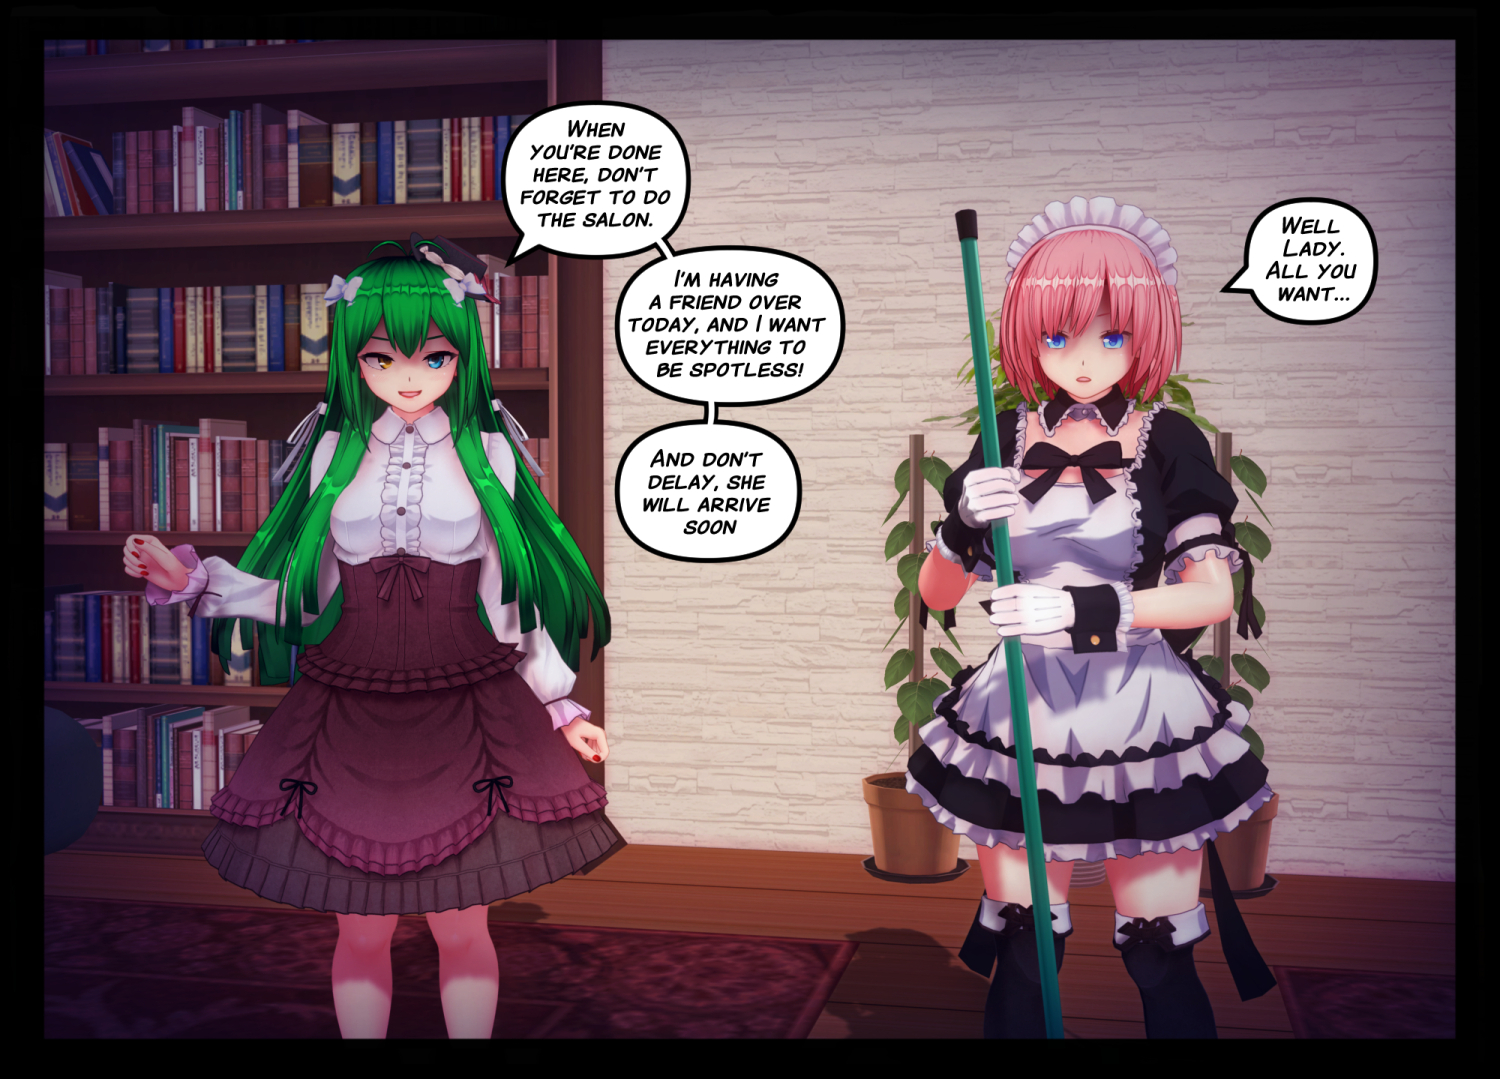 WHEN
YOU'RE DONE
HERE, DON'T
FORGET TO DO
THE SALON.
I'M HAVING
A FRIEND OVER
TODAY, AND I WANT
EVERYTHING TO
BE SPOTLESS!
AND DON'T
DELAY, SHE
WILL ARRIVE
SOON
WELL
LADY.
ALL YOU
WANT...